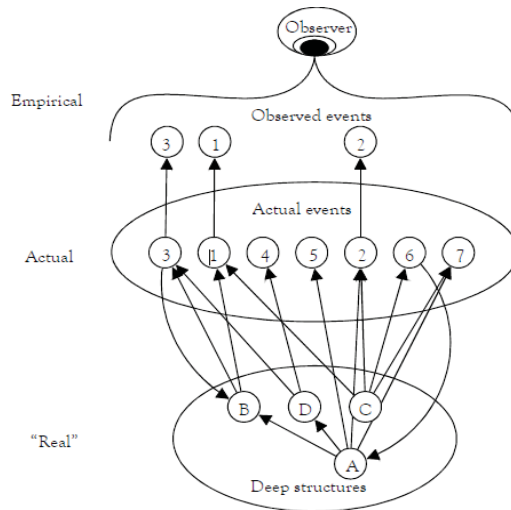 Observer
Empirical
Observed events
3 1 2
Actual events
Actual
3 1 4 5 2 6 7
B D C
"Real"
A
Deep structures